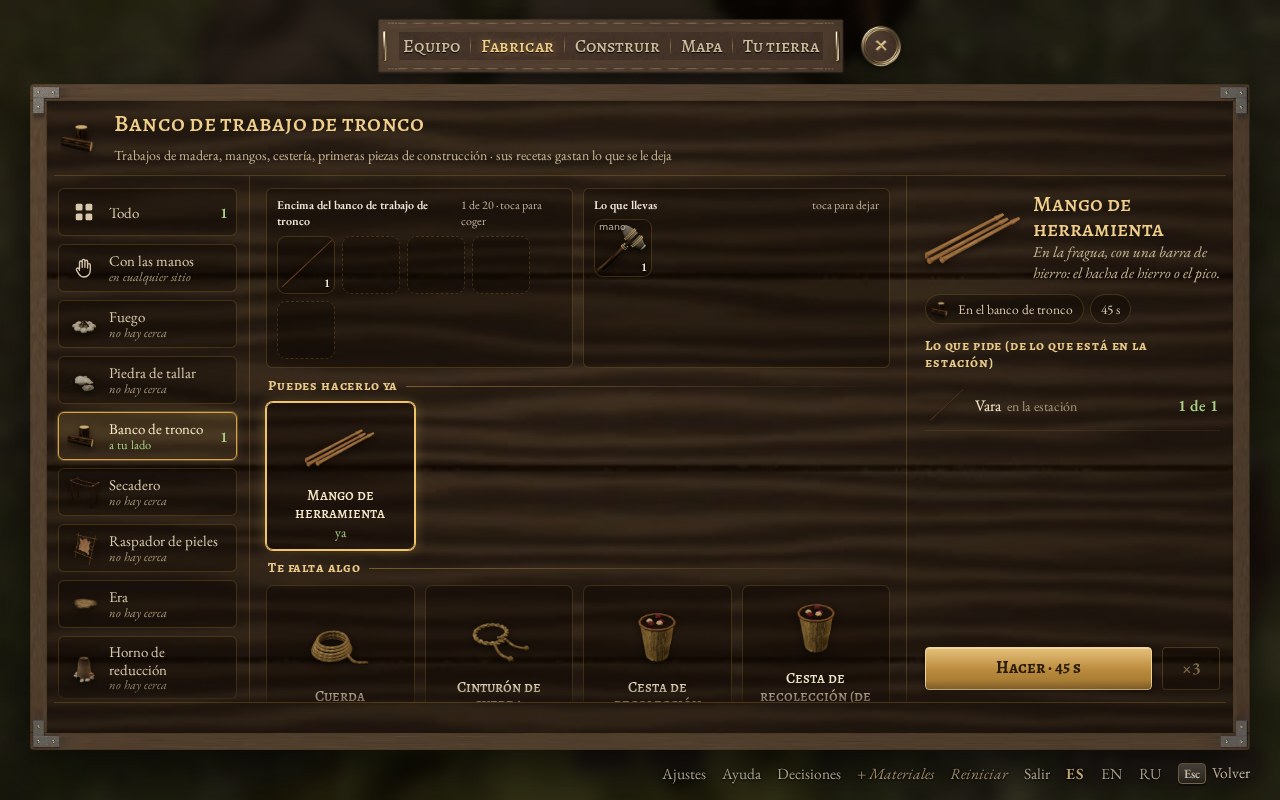 Equipo
Fabricar
Construir
Mapa
Tu tierra
✕
Banco de trabajo de tronco
Trabajos de madera, mangos, cestería, primeras piezas de construcción · sus recetas gastan lo que se le deja
Todo 1
Con las manos
en cualquier sitio
Fuego
no hay cerca
Piedra de tallar
no hay cerca
Banco de tronco 1
a tu lado
Secadero
no hay cerca
Raspador de pieles
no hay cerca
Era
no hay cerca
Horno de
reducción
no hay cerca
Encima del banco de trabajo de
tronco
1 de 20 · toca para
coger
1
Lo que llevas
toca para dejar
mano
1
Puedes hacerlo ya
Mango de
herramienta
ya
Te falta algo
Cuerda
Cinturón de
Cesta de
recolección
Cesta de
recolección (de
Mango de
herramienta
En la fragua, con una barra de
hierro: el hacha de hierro o el pico.
En el banco de tronco
45 s
Lo que pide (de lo que está en la
estación)
Vara en la estación 1 de 1
Hacer · 45 s
×3
Ajustes Ayuda Decisiones + Materiales Reiniciar Salir ES EN RU Esc Volver